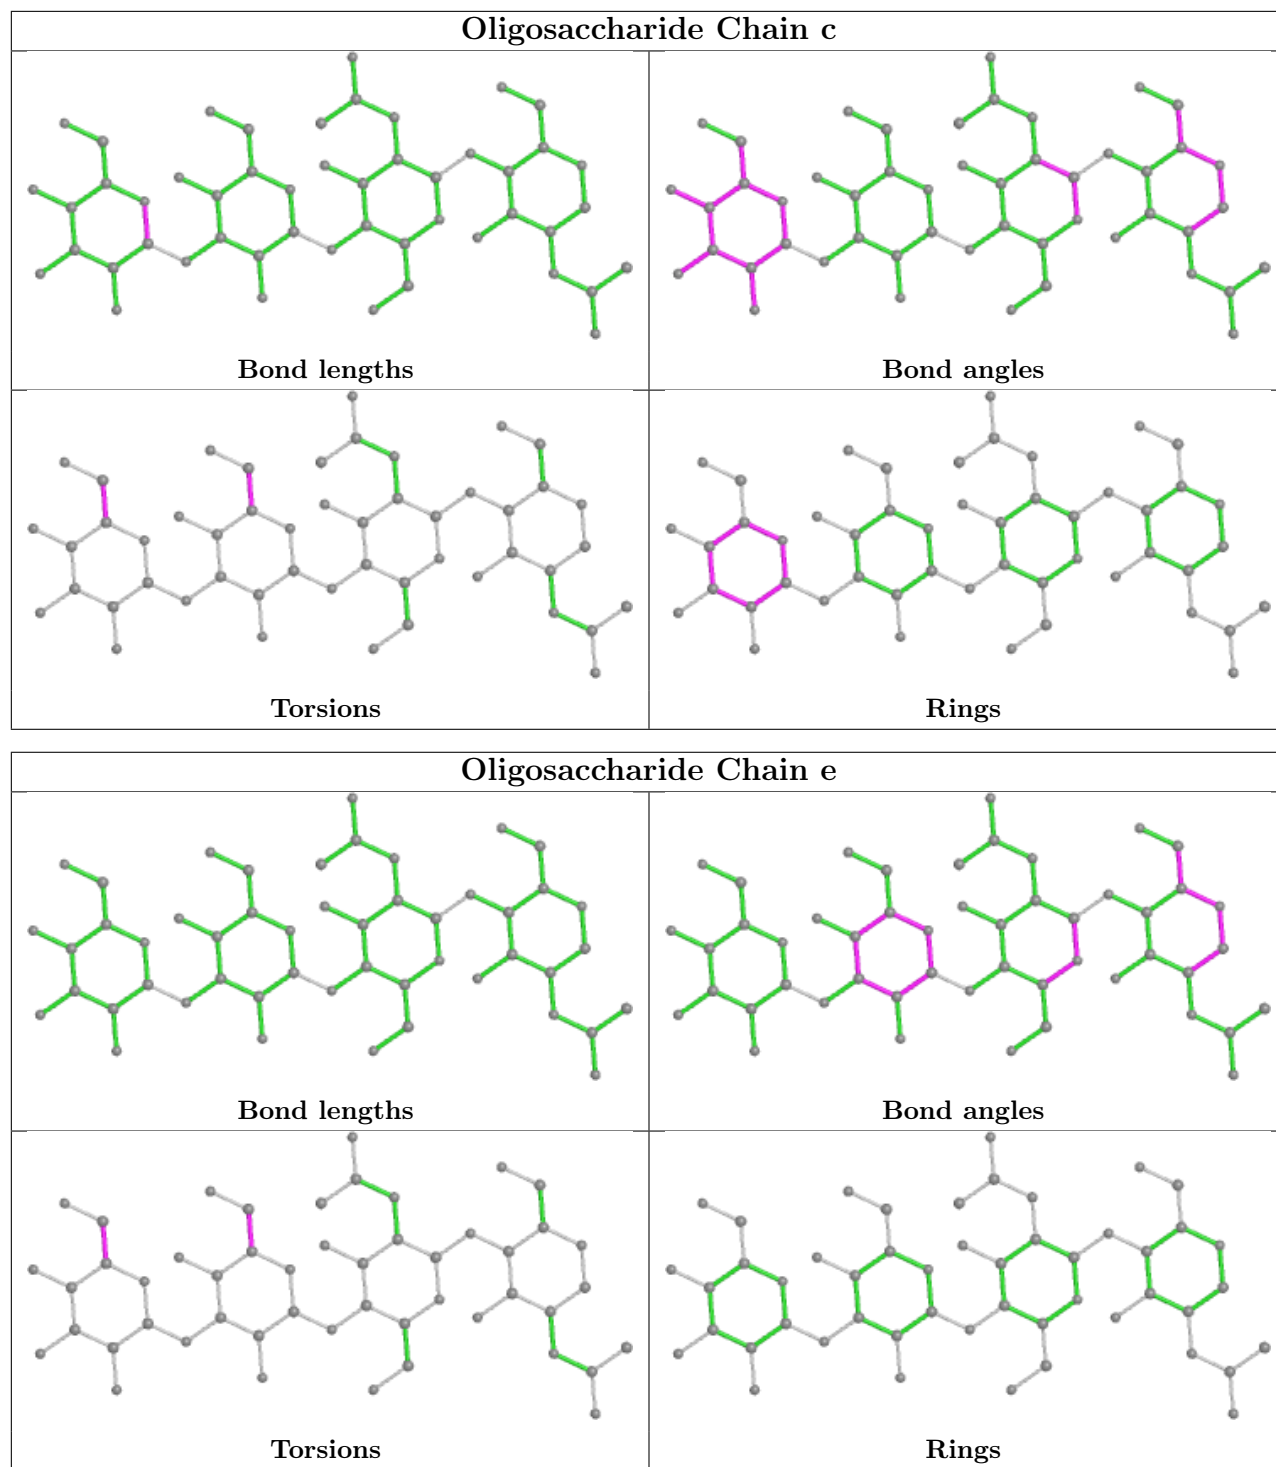 Oligosaccharide Chain c
Bond lengths
Bond angles
Torsions
Rings
Oligosaccharide Chain e
Bond lengths
Bond angles
Torsions
Rings